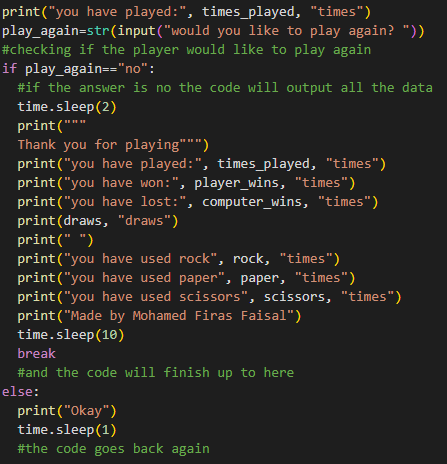 print("you have played:", times_played, "times")
play_again=str(input("would you like to play again? "))
#checking if the player would like to play again
if play_again=="no":
  #if the answer is no the code will output all the data
  time.sleep(2)
  print("""
  Thank you for playing""")
  print("you have played:", times_played, "times")
  print("you have won:", player_wins, "times")
  print("you have lost:", computer_wins, "times")
  print(draws, "draws")
  print(" ")
  print("you have used rock", rock, "times")
  print("you have used paper", paper, "times")
  print("you have used scissors", scissors, "times")
  print("Made by Mohamed Firas Faisal")
  time.sleep(10)
  break
  #and the code will finish up to here
else:
  print("Okay")
  time.sleep(1)
  #the code goes back again